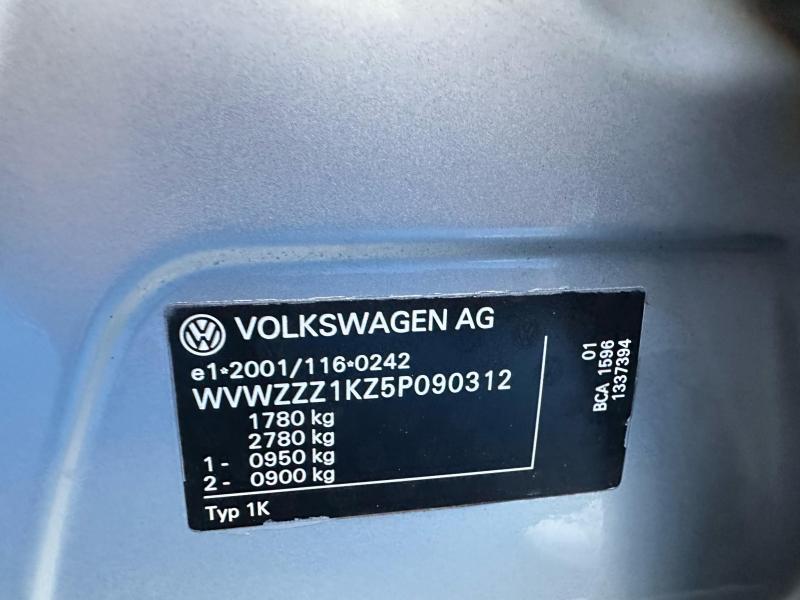 VOLKSWAGEN AG
e1*2001/116*0242
WVWZZZ1KZ5P090312
1780 kg
2780 kg
1 - 0950 kg
2 - 0900 kg
Typ 1K
01
BCA 1596
1337394